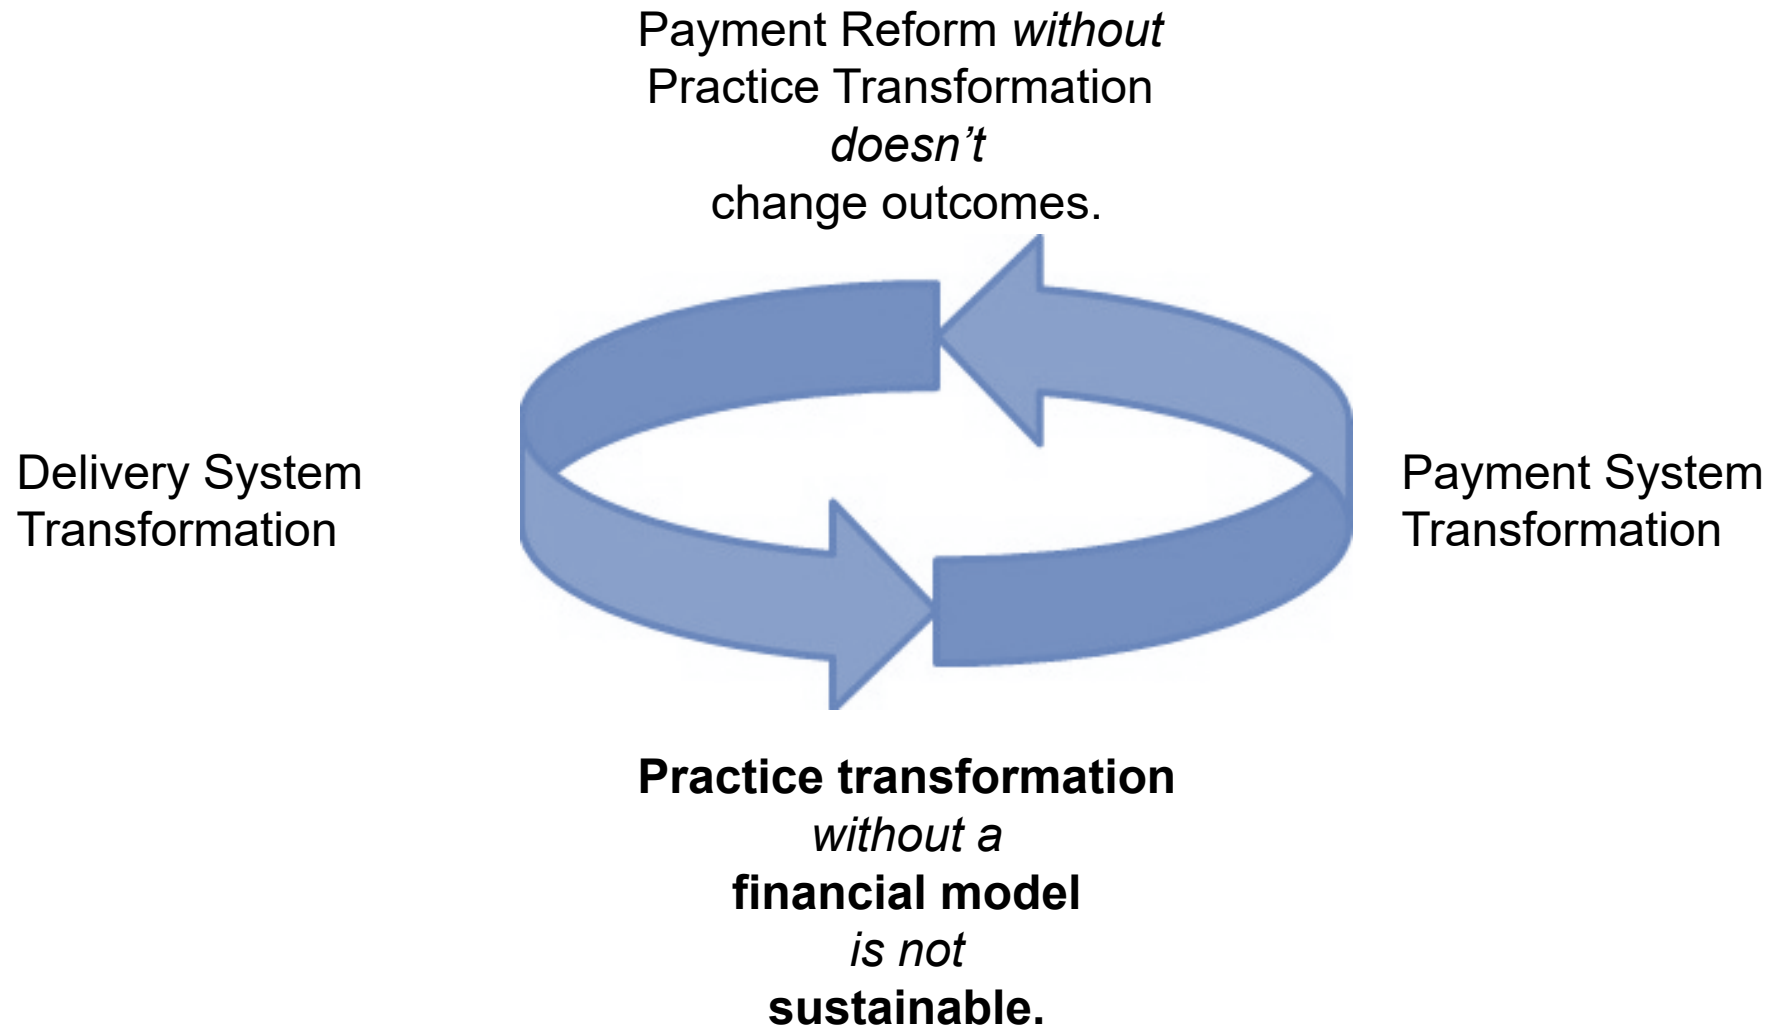 Payment Reform without
Practice Transformation
doesn’t
change outcomes.
Delivery System
Transformation
Payment System
Transformation
Practice transformation
without a
financial model
is not
sustainable.